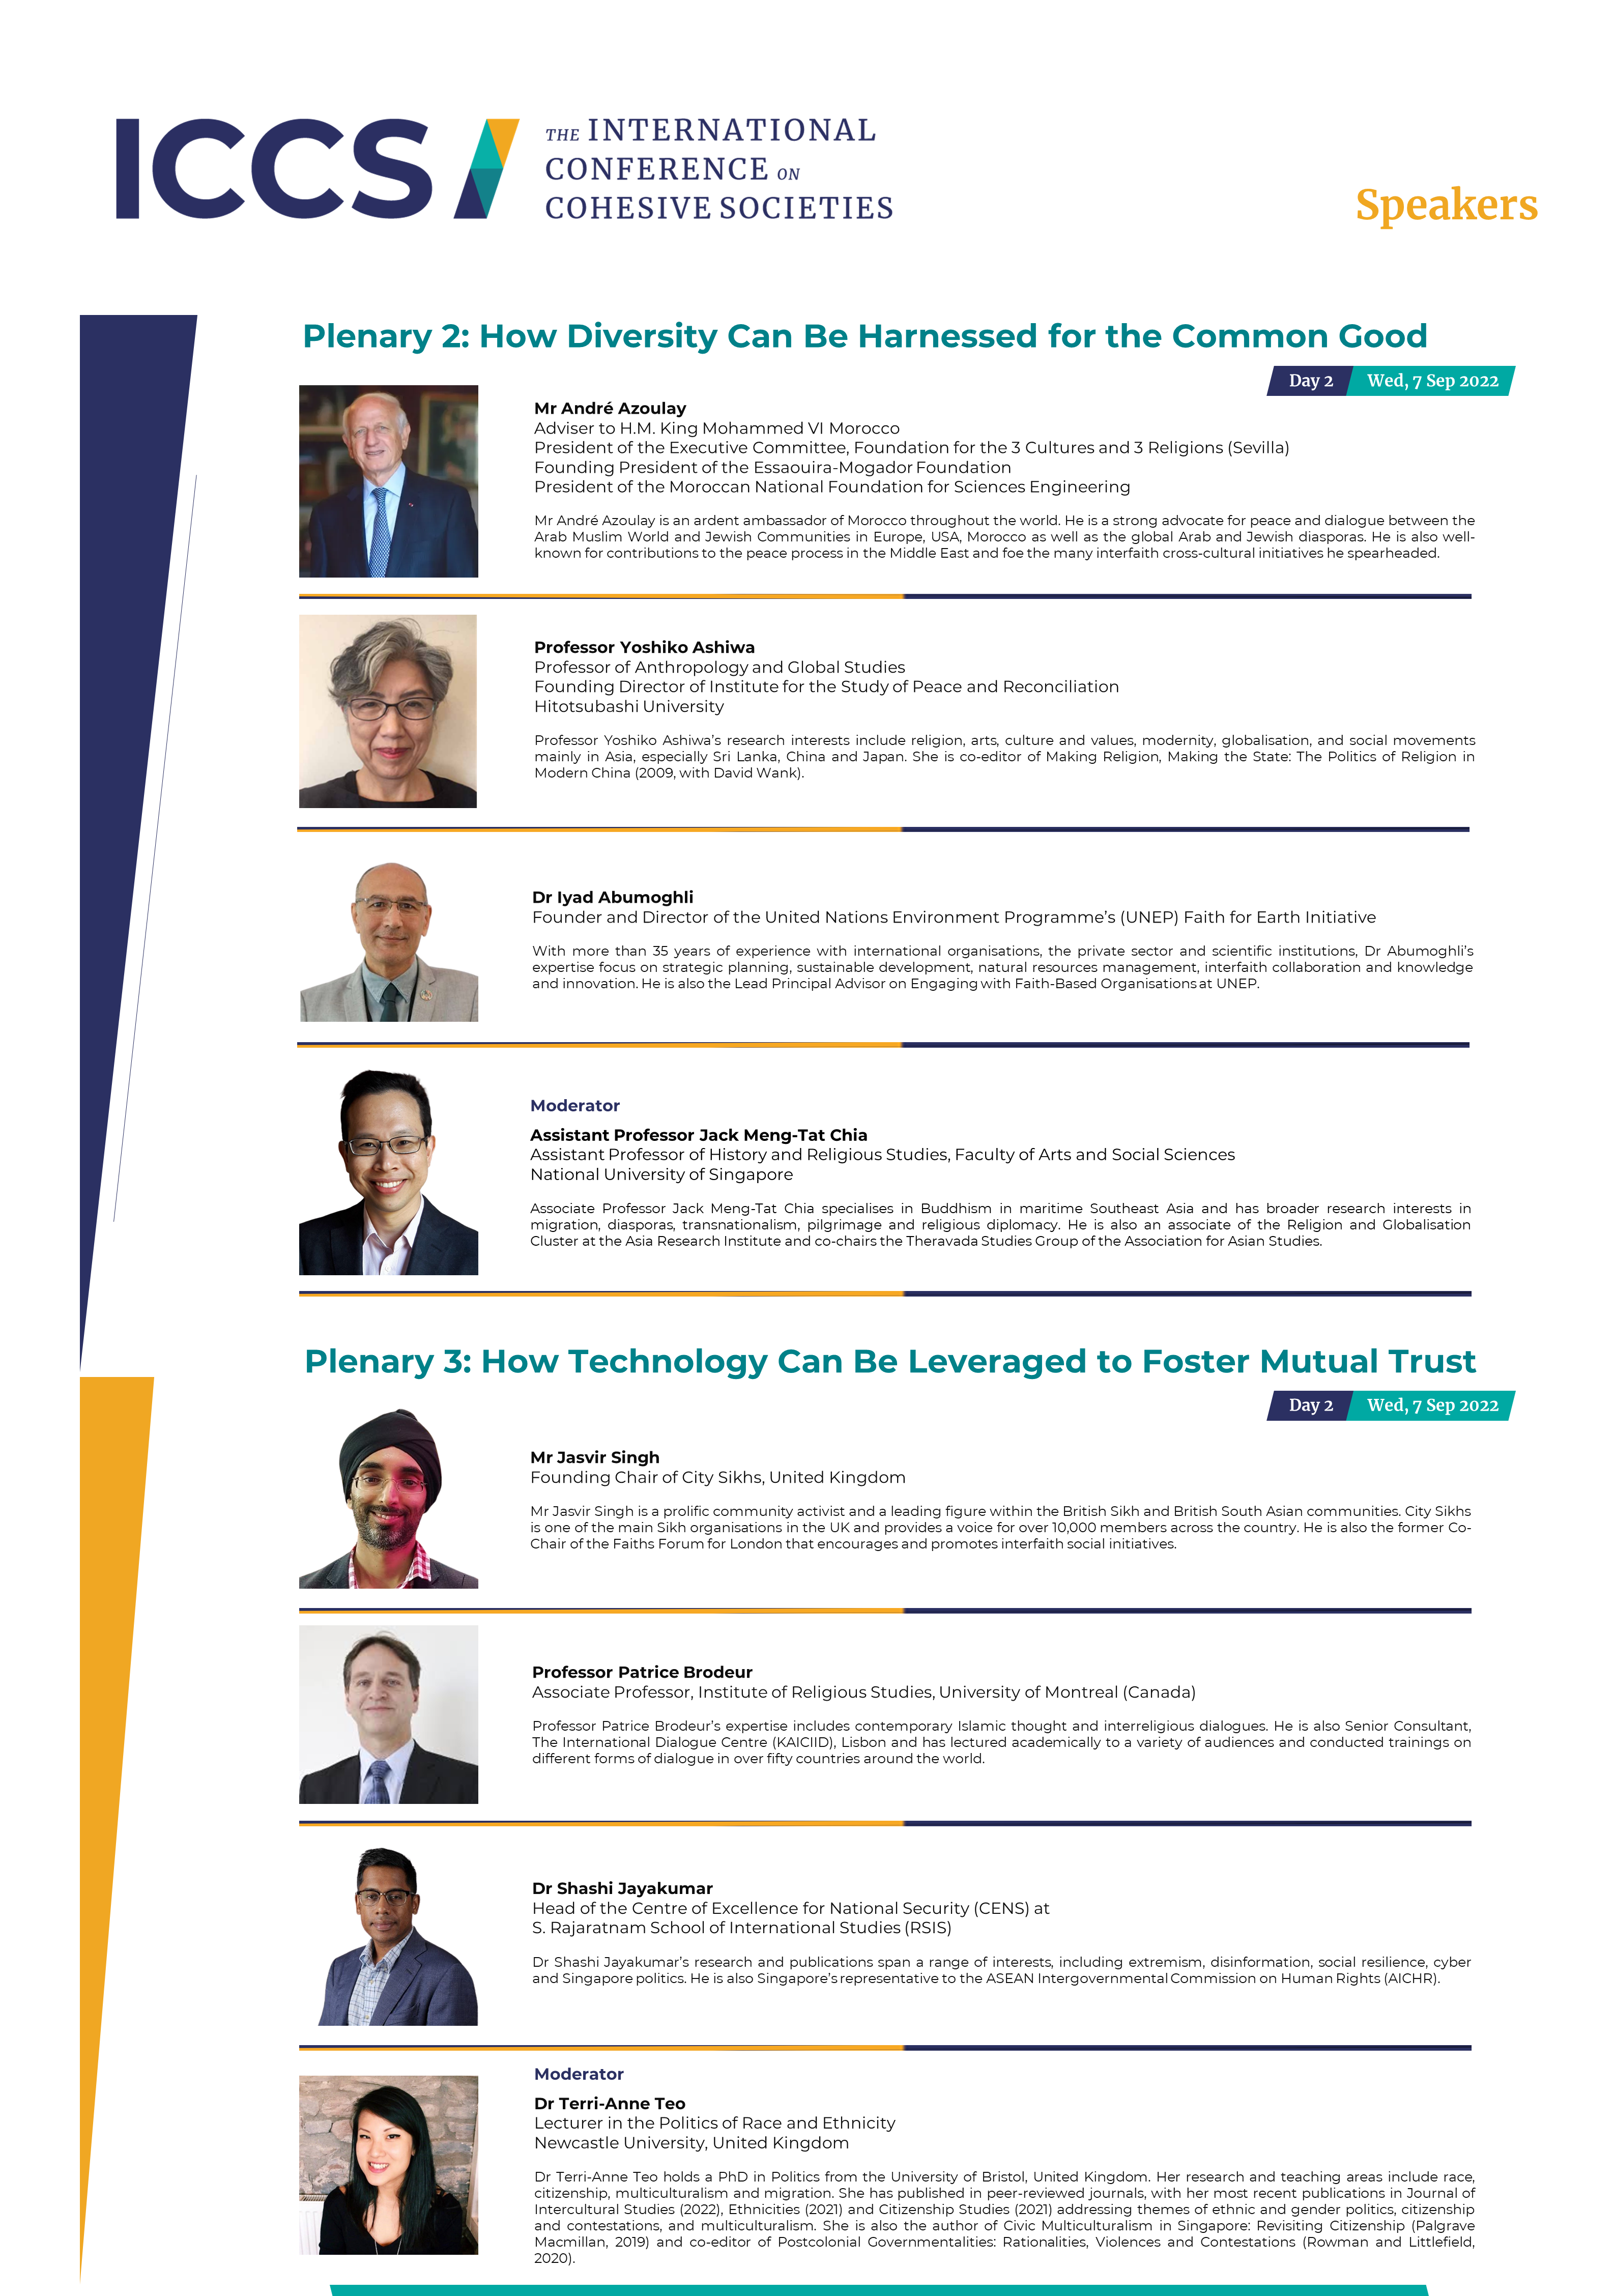 ICCS
THE INTERNATIONAL
CONFERENCE ON
COHESIVE SOCIETIES
Speakers
Plenary 2: How Diversity Can Be Harnessed for the Common Good
Day 2 Wed, 7 Sep 2022
Mr André Azoulay
Adviser to H.M. King Mohammed VI Morocco
President of the Executive Committee, Foundation for the 3 Cultures and 3 Religions (Sevilla)
Founding President of the Essaouira-Mogador Foundation
President of the Moroccan National Foundation for Sciences Engineering
Mr André Azoulay is an ardent ambassador of Morocco throughout the world. He is a strong advocate for peace and dialogue between the
Arab Muslim World and Jewish Communities in Europe, USA, Morocco as well as the global Arab and Jewish diasporas. He is also well-
known for contributions to the peace process in the Middle East and foe the many interfaith cross-cultural initiatives he spearheaded.
Professor Yoshiko Ashiwa
Professor of Anthropology and Global Studies
Founding Director of Institute for the Study of Peace and Reconciliation
Hitotsubashi University
Professor Yoshiko Ashiwa's research interests include religion, arts, culture and values, modernity, globalisation, and social movements
mainly in Asia, especially Sri Lanka, China and Japan. She is co-editor of Making Religion, Making the State: The Politics of Religion in
Modern China (2009, with David Wank).
Dr Iyad Abumoghli
Founder and Director of the United Nations Environment Programme's (UNEP) Faith for Earth Initiative
With more than 35 years of experience with international organisations, the private sector and scientific institutions, Dr Abumoghli's
expertise focus on strategic planning, sustainable development, natural resources management, interfaith collaboration and knowledge
and innovation. He is also the Lead Principal Advisor on Engaging with Faith-Based Organisations at UNEP.
Moderator
Assistant Professor Jack Meng-Tat Chia
Assistant Professor of History and Religious Studies, Faculty of Arts and Social Sciences
National University of Singapore
Associate Professor Jack Meng-Tat Chia specialises in Buddhism in maritime Southeast Asia and has broader research interests in
migration, diasporas, transnationalism, pilgrimage and religious diplomacy. He is also an associate of the Religion and Globalisation
Cluster at the Asia Research Institute and co-chairs the Theravada Studies Group of the Association for Asian Studies.
Plenary 3: How Technology Can Be Leveraged to Foster Mutual Trust
Day 2 Wed, 7 Sep 2022
Mr Jasvir Singh
Founding Chair of City Sikhs, United Kingdom
Mr Jasvir Singh is a prolific community activist and a leading figure within the British Sikh and British South Asian communities. City Sikhs
is one of the main Sikh organisations in the UK and provides a voice for over 10,000 members across the country. He is also the former Co-
Chair of the Faiths Forum for London that encourages and promotes interfaith social initiatives.
Professor Patrice Brodeur
Associate Professor, Institute of Religious Studies, University of Montreal (Canada)
Professor Patrice Brodeur's expertise includes contemporary Islamic thought and interreligious dialogues. He is also Senior Consultant,
The International Dialogue Centre (KAICIID), Lisbon and has lectured academically to a variety of audiences and conducted trainings on
different forms of dialogue in over fifty countries around the world.
Dr Shashi Jayakumar
Head of the Centre of Excellence for National Security (CENS) at
S. Rajaratnam School of International Studies (RSIS)
Dr Shashi Jayakumar's research and publications span a range of interests, including extremism, disinformation, social resilience, cyber
and Singapore politics. He is also Singapore's representative to the ASEAN Intergovernmental Commission on Human Rights (AICHR).
Moderator
Dr Terri-Anne Teo
Lecturer in the Politics of Race and Ethnicity
Newcastle University, United Kingdom
Dr Terri-Anne Teo holds a PhD in Politics from the University of Bristol, United Kingdom. Her research and teaching areas include race,
citizenship, multiculturalism and migration. She has published in peer-reviewed journals, with her most recent publications in Journal of
Intercultural Studies (2022), Ethnicities (2021) and Citizenship Studies (2021) addressing themes of ethnic and gender politics, citizenship
and contestations, and multiculturalism. She is also the author of Civic Multiculturalism in Singapore: Revisiting Citizenship (Palgrave
Macmillan, 2019) and co-editor of Postcolonial Governmentalities: Rationalities, Violences and Contestations (Rowman and Littlefield,
2020).